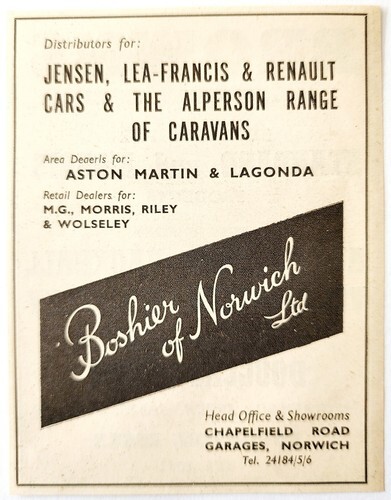 Distributors for:
JENSEN, LEA-FRANCIS & RENAULT
CARS & THE ALPERSON RANGE
OF CARAVANS
Area Deaerls for:
ASTON MARTIN & LAGONDA
Retail Dealers for:
M.G., MORRIS, RILEY
& WOLSELEY
Boshier
of Norwich
Ltd
Head Office & Showrooms
CHAPELFIELD ROAD
GARAGES, NORWICH
Tel. 24184/5/6